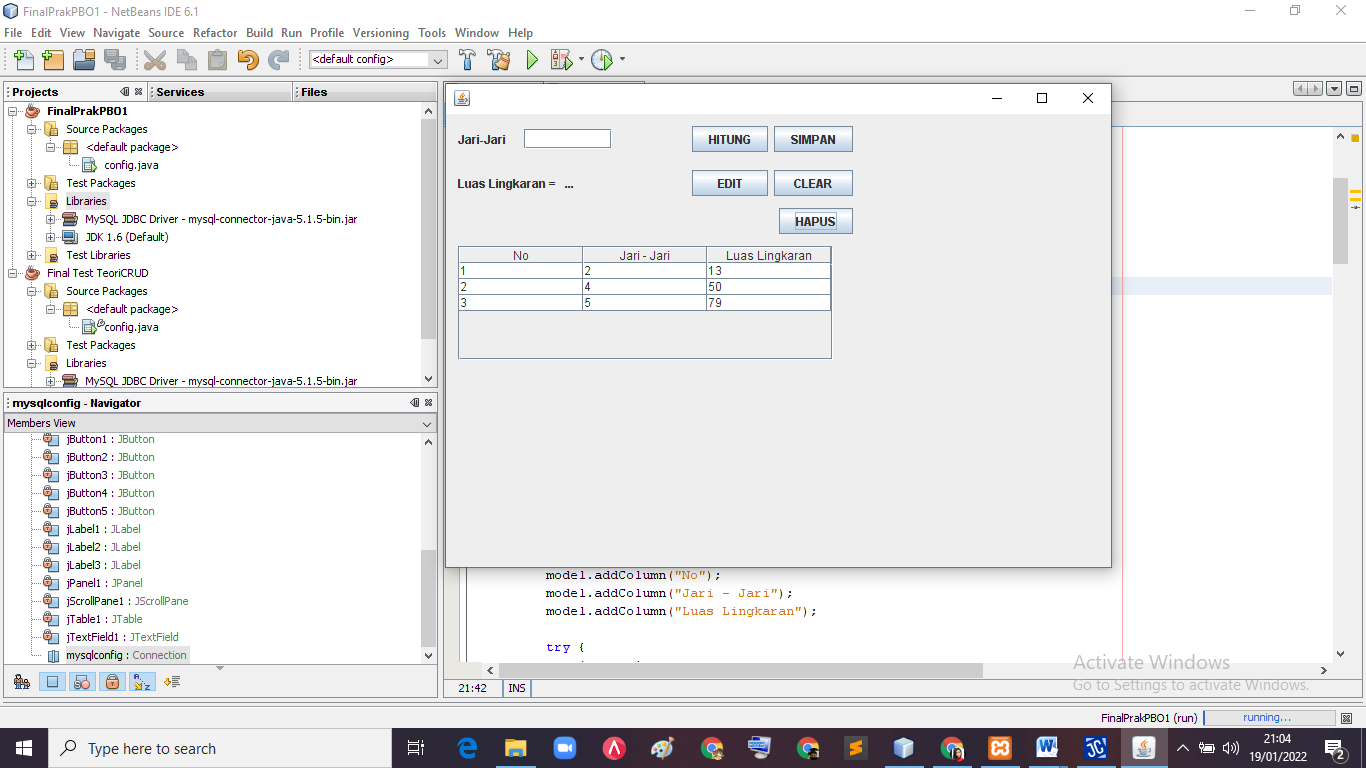 FinalPrakPBO1 - NetBeans IDE 6.1
File Edit View Navigate Source Refactor Build Run Profile Versioning Tools Window Help
<default config>
Projects
Services
Files
FinalPrakPBO1
Source Packages
<default package>
config.java
Test Packages
Libraries
MySQL JDBC Driver - mysql-connector-java-5.1.5-bin.jar
JDK 1.6 (Default)
Test Libraries
Final Test TeoriCRUD
Source Packages
<default package>
config.java
Test Packages
Libraries
MySQL JDBC Driver - mysql-connector-java-5.1.5-bin.jar
mysqlconfig - Navigator
Members View
jButton1 : JButton
jButton2 : JButton
jButton3 : JButton
jButton4 : JButton
jButton5 : JButton
jLabel1 : JLabel
jLabel2 : JLabel
jLabel3 : JLabel
jPanel1 : JPanel
jScrollPane1 : JScrollPane
jTable1 : JTable
jTextField1 : JTextField
mysqlconfig : Connection
Jari-Jari
HITUNG
SIMPAN
Luas Lingkaran = ...
EDIT
CLEAR
HAPUS
No Jari - Jari Luas Lingkaran
1 2 13
2 4 50
3 5 79
model.addColumn("No");
model.addColumn("Jari - Jari");
model.addColumn("Luas Lingkaran");
try {
21:42 INS
Activate Windows
Go to Settings to activate Windows.
FinalPrakPBO1 (run) running...
Type here to search
21:04
19/01/2022
2